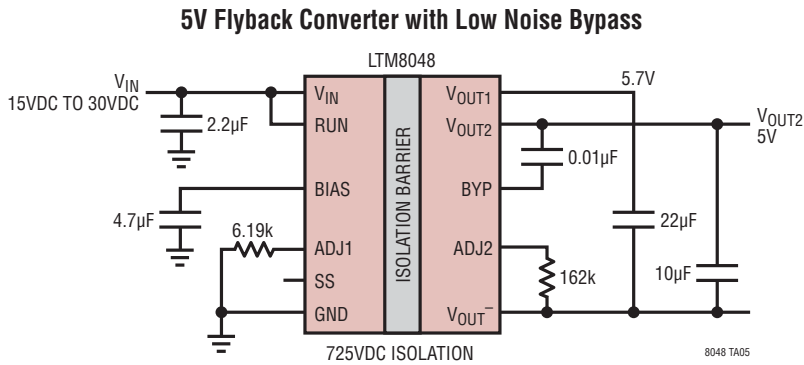 5V Flyback Converter with Low Noise Bypass
LTM8048
VIN
15VDC TO 30VDC
2.2µF
4.7µF
6.19k
VIN
RUN
BIAS
ADJ1
SS
GND
ISOLATION BARRIER
VOUT1
VOUT2
BYP
ADJ2
VOUT–
5.7V
VOUT2
5V
0.01µF
22µF
10µF
162k
725VDC ISOLATION
8048 TA05